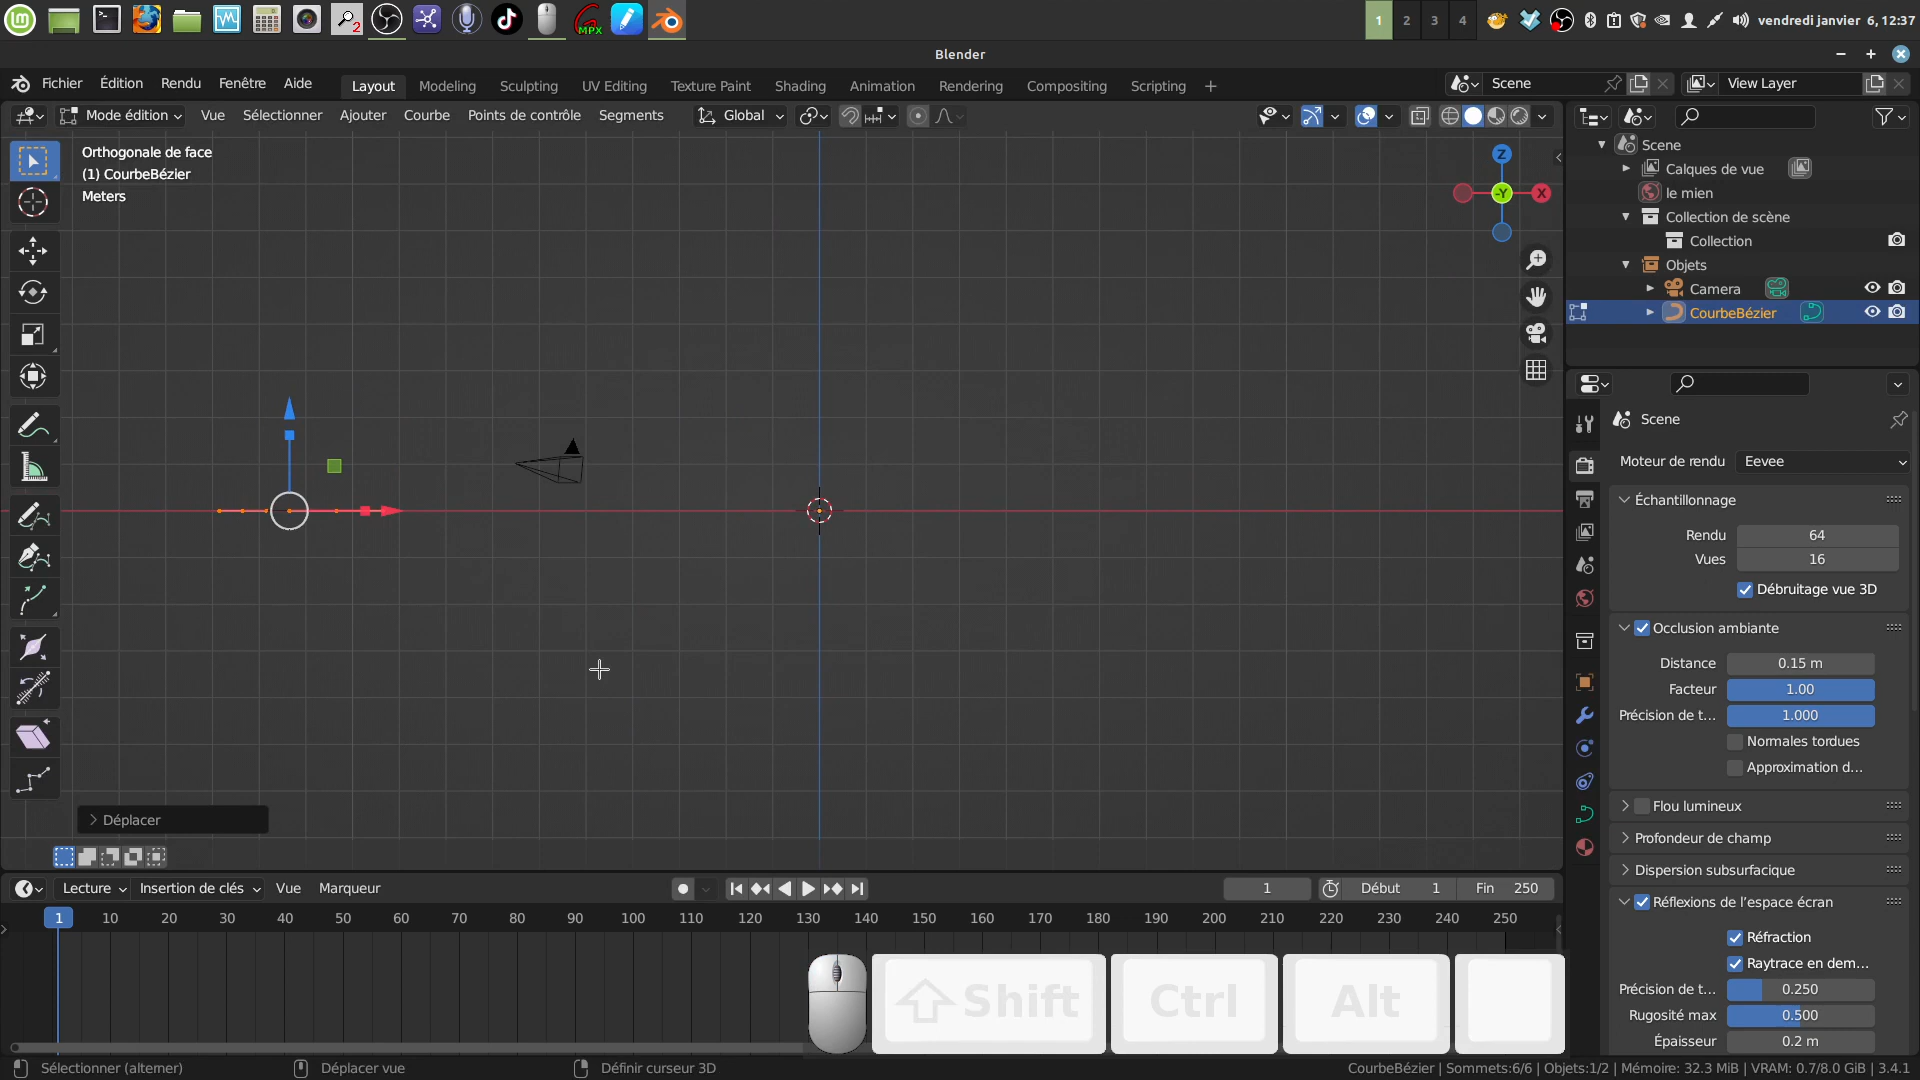 1 2 3 4 vendredi janvier 6, 12:37
2
MPX
Blender
Fichier Édition Rendu Fenêtre Aide Layout Modeling Sculpting UV Editing Texture Paint Shading Animation Rendering Compositing Scripting + Scene View Layer
Mode édition Vue Sélectionner Ajouter Courbe Points de contrôle Segments Global
Orthogonale de face
(1) CourbeBézier
Meters
Z
-Y X
Déplacer
Scene
Calques de vue
le mien
Collection de scène
Collection
Objets
Camera
CourbeBézier
Scene
Moteur de rendu Eevee
Échantillonnage
Rendu 64
Vues 16
Débruitage vue 3D
Occlusion ambiante
Distance 0.15 m
Facteur 1.00
Précision de t... 1.000
Normales tordues
Approximation d...
Flou lumineux
Profondeur de champ
Dispersion subsurfacique
Réflexions de l'espace écran
Réfraction
Raytrace en dem...
Précision de t... 0.250
Rugosité max 0.500
Épaisseur 0.2 m
Lecture Insertion de clés Vue Marqueur 1 Début 1 Fin 250
1 10 20 30 40 50 60 70 80 90 100 110 120 130 140 150 160 170 180 190 200 210 220 230 240 250
Shift Ctrl Alt
Sélectionner (alterner) Déplacer vue Définir curseur 3D CourbeBézier | Sommets:6/6 | Objets:1/2 | Mémoire: 32.3 MiB | VRAM: 0.7/8.0 GiB | 3.4.1